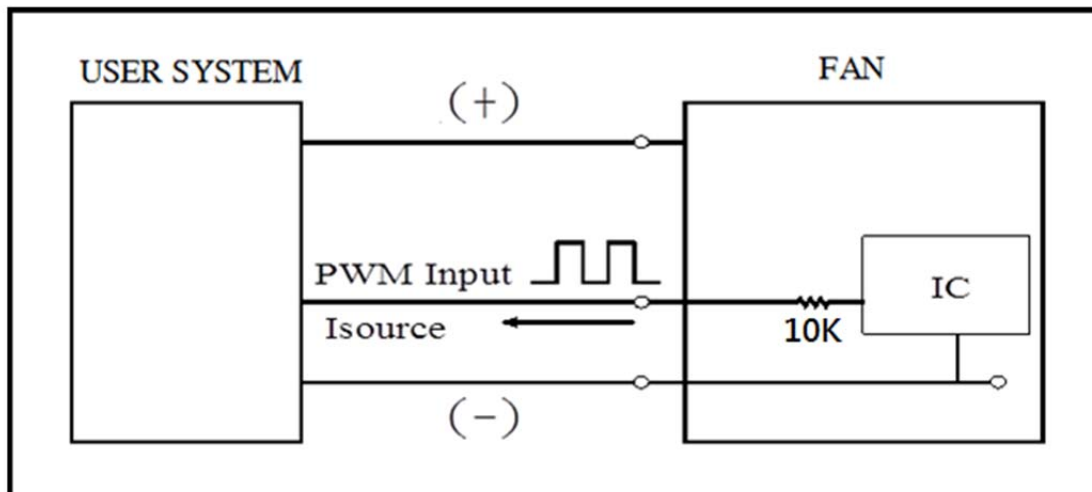 USER SYSTEM
FAN
(+)
PWM Input
IC
Isource
10K
(-)